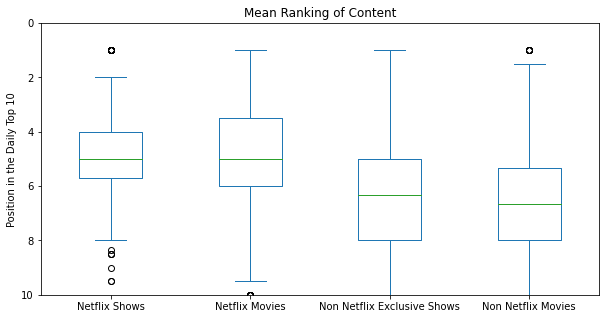 Mean Ranking of Content
Position in the Daily Top 10
0
2
4
6
8
10
Netflix Shows
Netflix Movies
Non Netflix Exclusive Shows
Non Netflix Movies